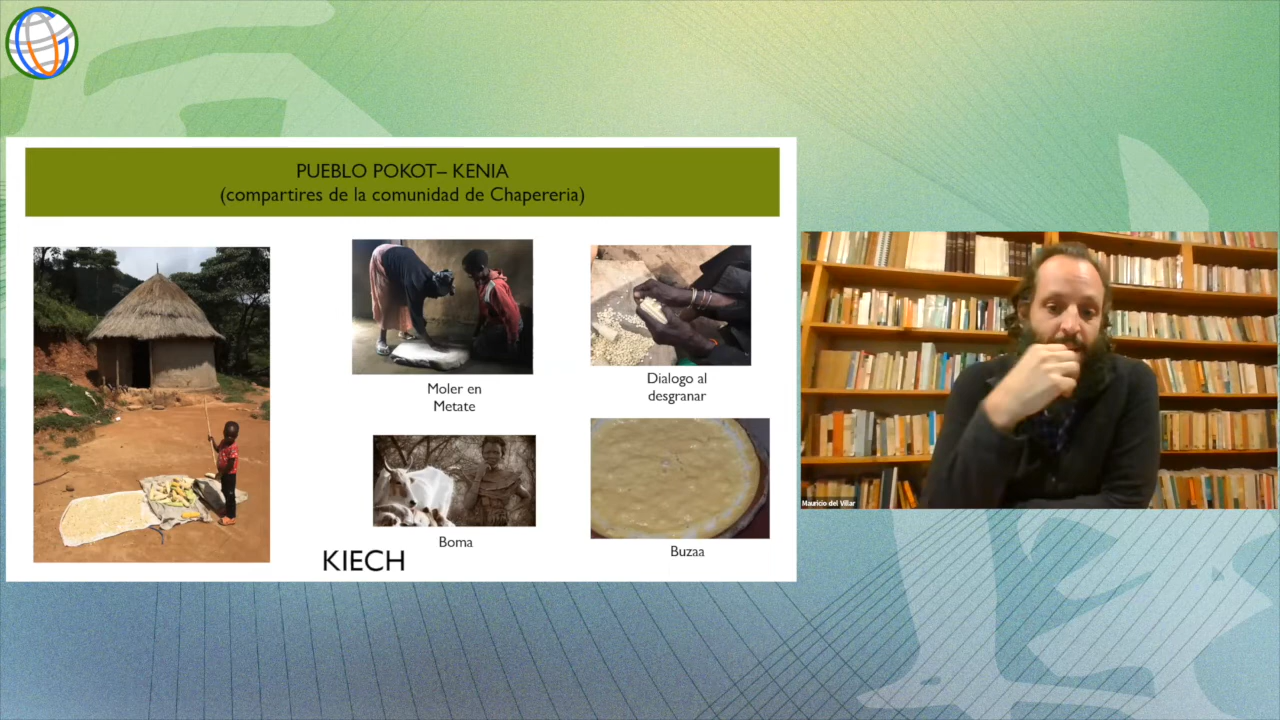 PUEBLO POKOT– KENIA
(compartires de la comunidad de Chapereria)
Moler en
Metate
Dialogo al
desgranar
Boma
Buzaa
KIECH
Mauricio del Villar